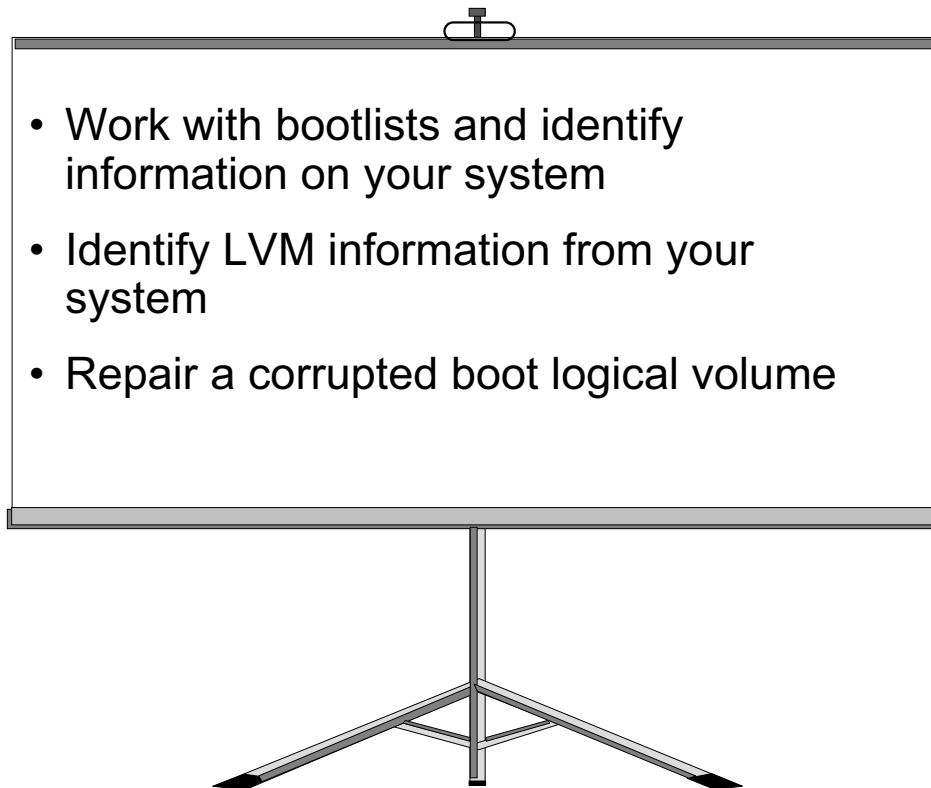 • Work with bootlists and identify
information on your system
• Identify LVM information from your
system
• Repair a corrupted boot logical volume